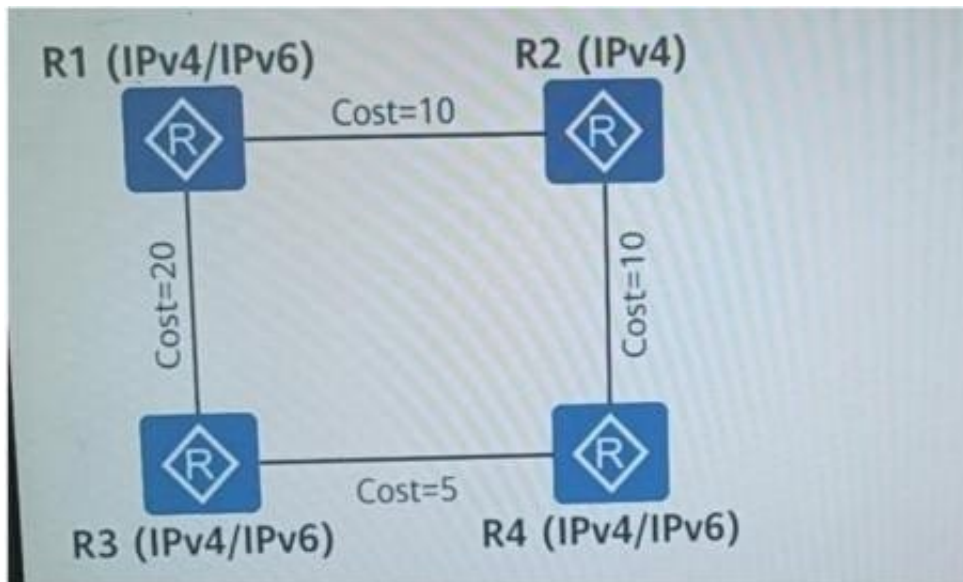 R1 (IPv4/IPv6)
R2 (IPv4)
Cost=10
R
R
Cost=20
Cost=10
R
R
Cost=5
R3 (IPv4/IPv6)
R4 (IPv4/IPv6)